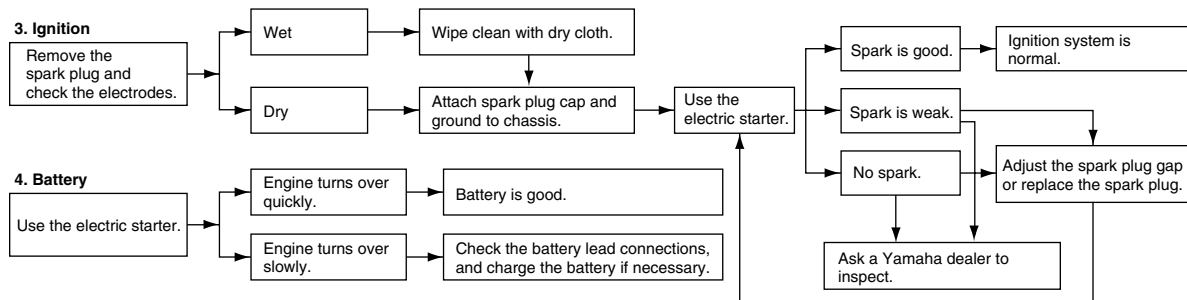 3. Ignition
Remove the
spark plug and
check the electrodes.
Wet
Wipe clean with dry cloth.
Dry
Attach spark plug cap and
ground to chassis.
Use the
electric starter.
Spark is good.
Ignition system is
normal.
Spark is weak.
No spark.
Adjust the spark plug gap
or replace the spark plug.
Ask a Yamaha dealer to
inspect.
4. Battery
Use the electric starter.
Engine turns over
quickly.
Battery is good.
Engine turns over
slowly.
Check the battery lead connections,
and charge the battery if necessary.